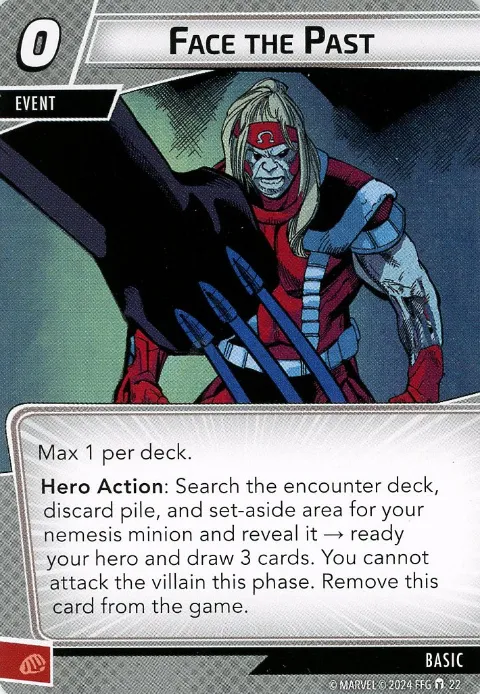 0
FACE THE PAST
EVENT
Ω
Max 1 per deck.
Hero Action: Search the encounter deck,
discard pile, and set-aside area for your
nemesis minion and reveal it → ready
your hero and draw 3 cards. You cannot
attack the villain this phase. Remove this
card from the game.
BASIC
© MARVEL © 2024 FFG 22